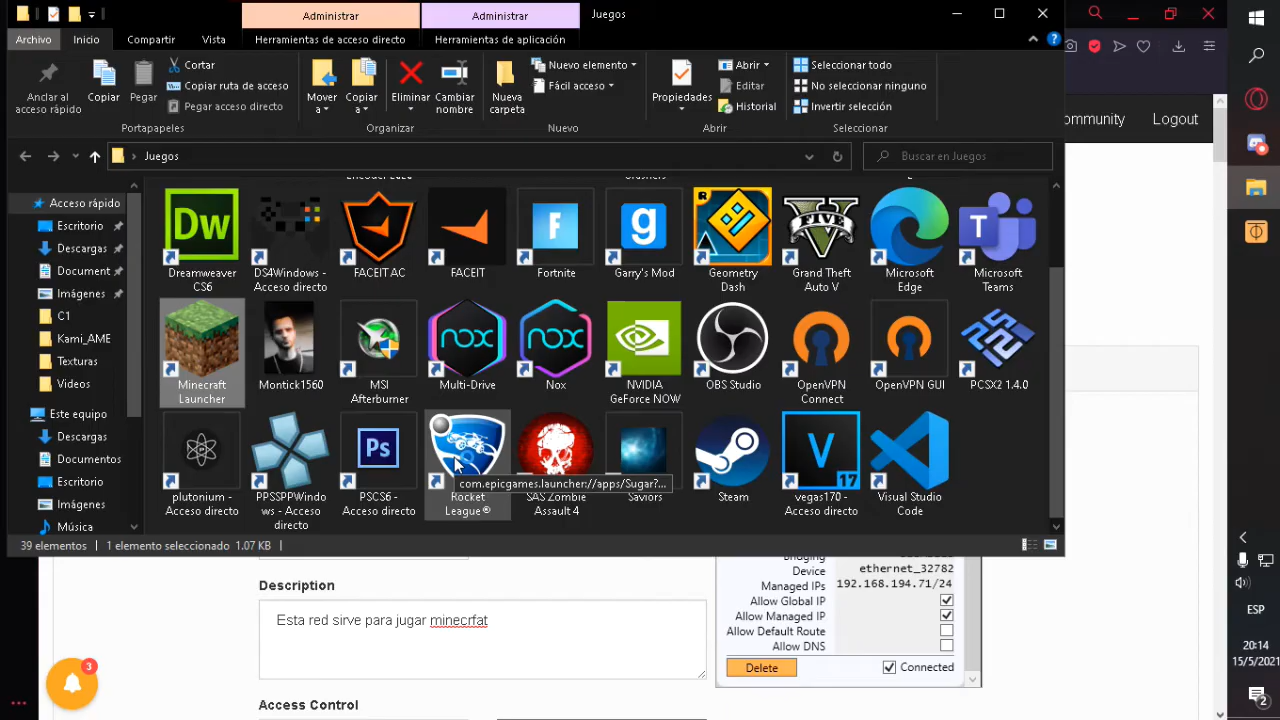 Administrar
Administrar
Juegos
Archivo
Inicio
Compartir
Vista
Herramientas de acceso directo
Herramientas de aplicación
Anclar al
acceso rápido
Copiar
Pegar
Cortar
Copiar ruta de acceso
Pegar acceso directo
Mover
a
Copiar
a
Eliminar
Cambiar
nombre
Nueva
carpeta
Nuevo elemento
Fácil acceso
Propiedades
Abrir
Editar
Historial
Seleccionar todo
No seleccionar ninguno
Invertir selección
Portapapeles
Organizar
Nuevo
Abrir
Seleccionar
ommunity
Logout
Juegos
Buscar en Juegos
Acceso rápido
Escritorio
Descargas
Document
Imágenes
C1
Kami_AME
Texturas
Videos
Este equipo
Descargas
Documentos
Escritorio
Imágenes
Música
Dw
Dreamweaver
CS6
DS4Windows -
Acceso directo
FACEIT AC
FACEIT
F
Fortnite
g
Garry's Mod
R
Geometry
Dash
V
FIVE
Grand Theft
Auto V
Microsoft
Edge
T
Microsoft
Teams
Minecraft
Launcher
Montick1560
MSI
Afterburner
nox
Multi-Drive
nox
Nox
NVIDIA
GeForce NOW
OBS Studio
OpenVPN
Connect
OpenVPN GUI
PCSX2 1.4.0
plutonium -
Acceso directo
PPSSPPWindo
ws - Acceso
directo
Ps
PSCS6 -
Acceso directo
Rocket
League®
com.epicgames.launcher://apps/Sugar?...
SAS Zombie
Assault 4
Saviors
Steam
V
17
vegas170 -
Acceso directo
Visual Studio
Code
39 elementos
1 elemento seleccionado 1.07 KB
Description
Esta red sirve para jugar minecrfat
Access Control
Device
ethernet_32782
Managed IPs
192.168.194.71/24
Allow Global IP
Allow Managed IP
Allow Default Route
Allow DNS
Delete
Connected
3
ESP
20:14
15/5/2021
2